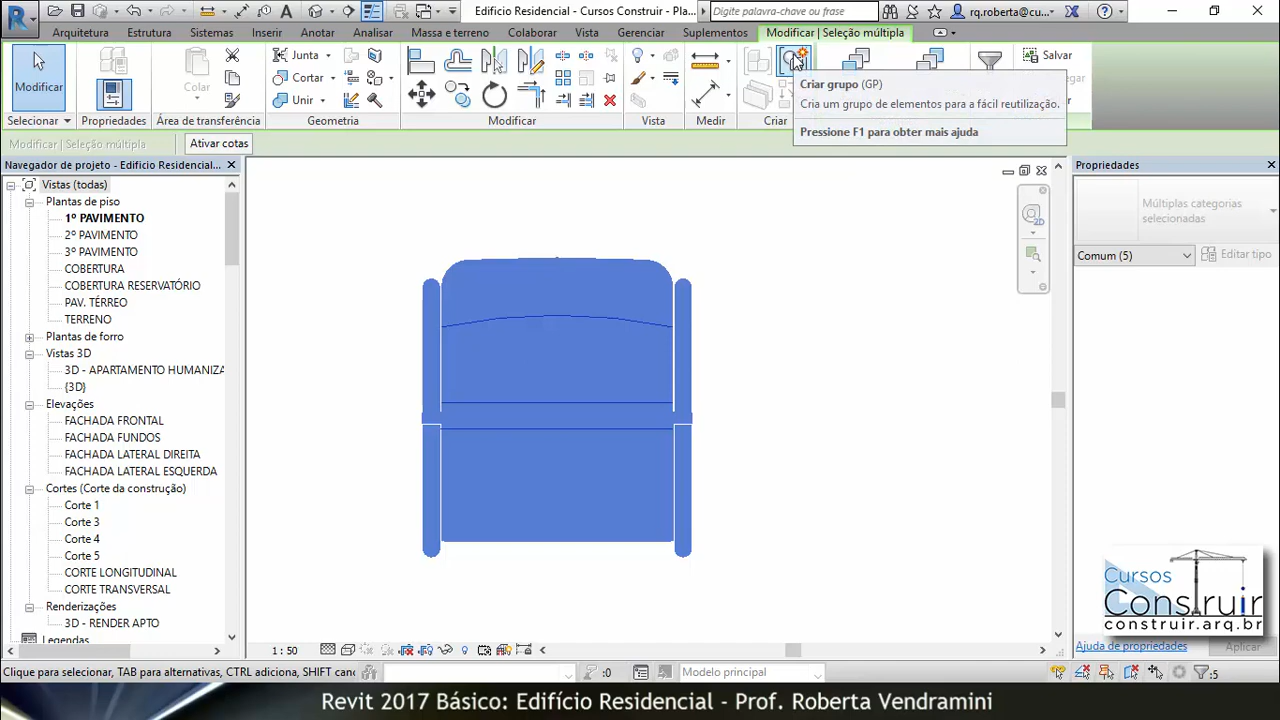 Edificio Residencial - Cursos Construir - Pla...
Digite palavra-chave ou frase
rq.roberta@cu...
Arquitetura
Estrutura
Sistemas
Inserir
Anotar
Analisar
Massa e terreno
Colaborar
Vista
Gerenciar
Suplementos
Modificar | Seleção múltipla
Modificar
Colar
Junta
Cortar
Unir
Salvar
Selecionar
Propriedades
Área de transferência
Geometria
Modificar
Vista
Medir
Criar
Criar grupo (GP)
Cria um grupo de elementos para a fácil reutilização.
Pressione F1 para obter mais ajuda
Modificar | Seleção múltipla
Ativar cotas
Navegador de projeto - Edificio Residencial...
Vistas (todas)
Plantas de piso
1º PAVIMENTO
2º PAVIMENTO
3º PAVIMENTO
COBERTURA
COBERTURA RESERVATÓRIO
PAV. TÉRREO
TERRENO
Plantas de forro
Vistas 3D
3D - APARTAMENTO HUMANIZA
{3D}
Elevações
FACHADA FRONTAL
FACHADA FUNDOS
FACHADA LATERAL DIREITA
FACHADA LATERAL ESQUERDA
Cortes (Corte da construção)
Corte 1
Corte 3
Corte 4
Corte 5
CORTE LONGITUDINAL
CORTE TRANSVERSAL
Renderizações
3D - RENDER APTO
Legendas
2D
Propriedades
Múltiplas categorias
selecionadas
Comum (5)
Editar tipo
Cursos
Construir
construir.arq.br
Ajuda de propriedades
Aplicar
1 : 50
Clique para selecionar, TAB para alternativas, CTRL adiciona, SHIFT can
:0
Modelo principal
:5
Revit 2017 Básico: Edifício Residencial - Prof. Roberta Vendramini